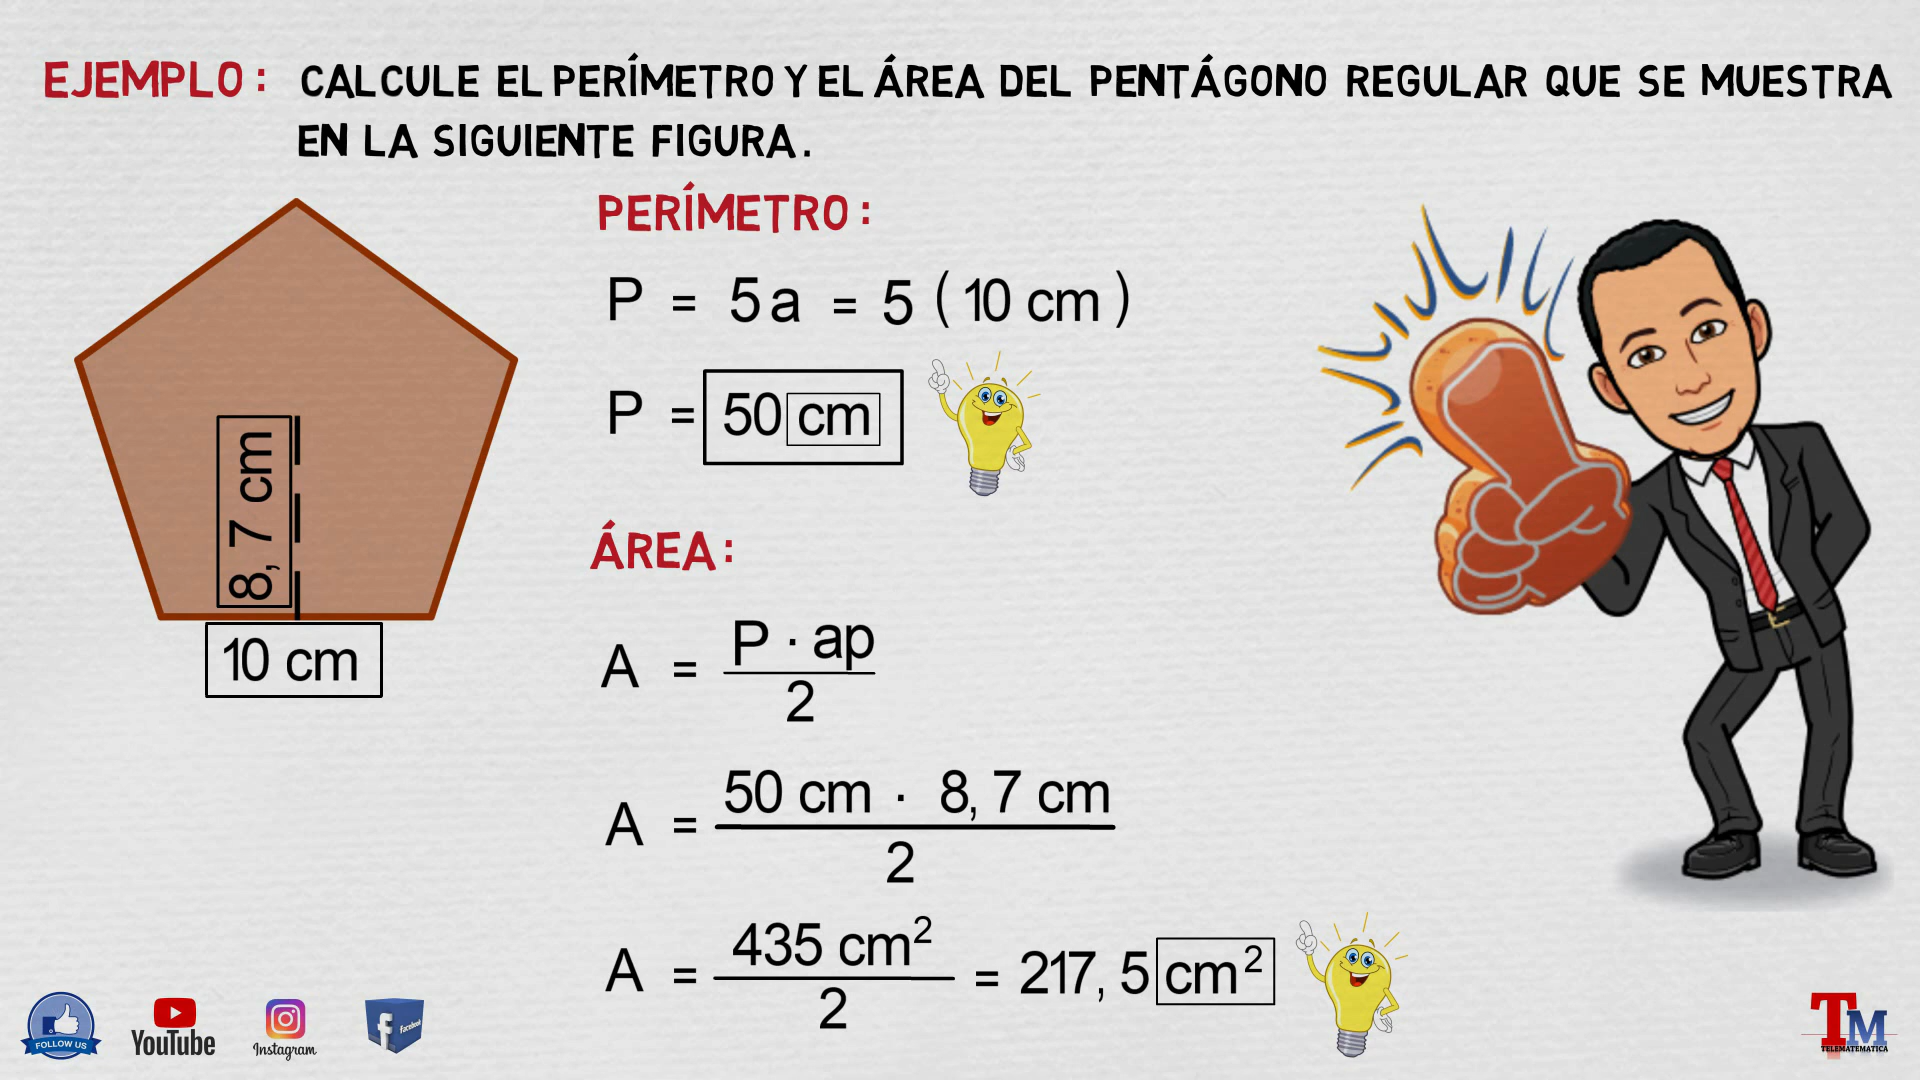 EJEMPLO: CALCULE EL PERÍMETRO Y EL ÁREA DEL PENTÁGONO REGULAR QUE SE MUESTRA
EN LA SIGUIENTE FIGURA.
PERÍMETRO:
P = 5a = 5 (10 cm)
P = 50 cm
8,7 cm
10 cm
ÁREA:
A = P · ap / 2
A = 50 cm · 8,7 cm / 2
A = 435 cm² / 2 = 217,5 cm²
FOLLOW US
YouTube
Instagram
f facebook
TM
TELEMATEMATICA